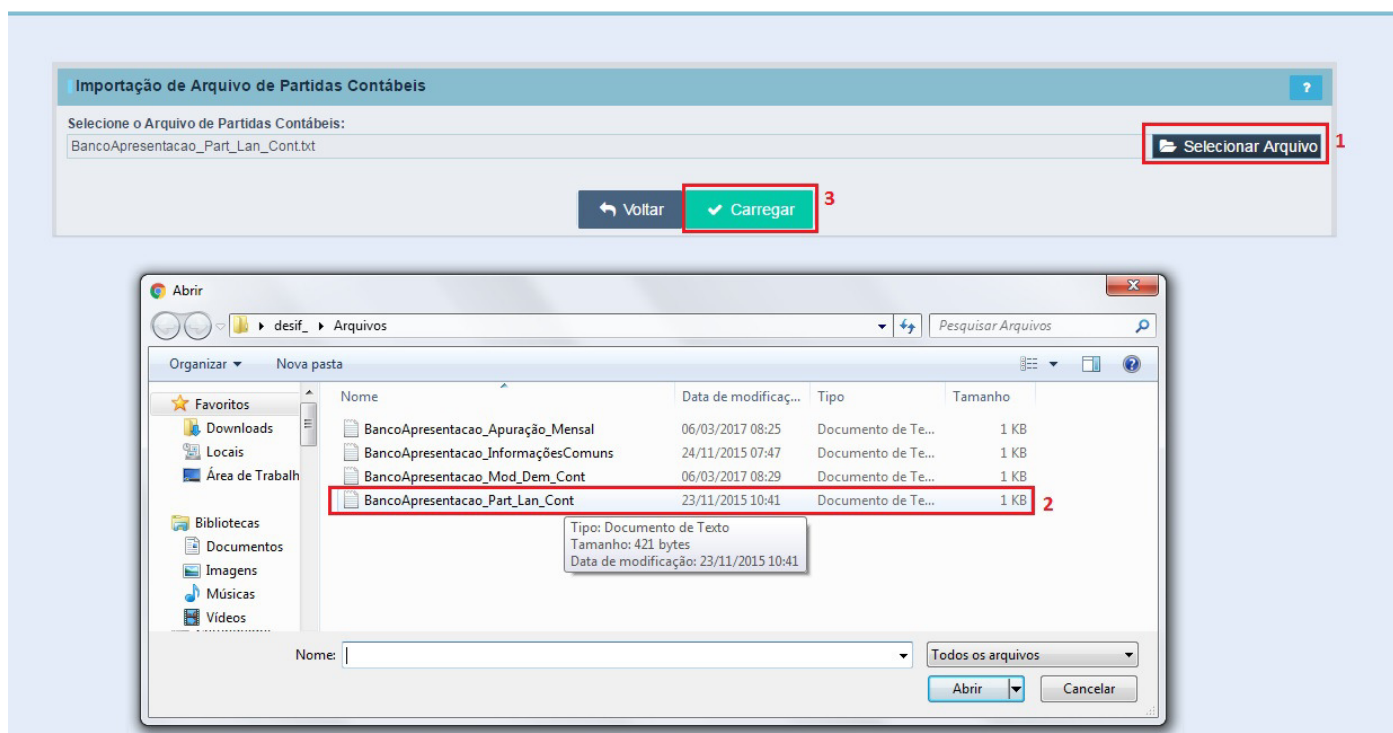 Importação de Arquivo de Partidas Contábeis
?
Selecione o Arquivo de Partidas Contábeis:
BancoApresentacao_Part_Lan_Cont.txt
Selecionar Arquivo
1
Voltar
Carregar
3
Abrir
desif_ Arquivos
Pesquisar Arquivos
Organizar
Nova pasta
Nome
Data de modificaç...
Tipo
Tamanho
Favoritos
Downloads
Locais
Área de Trabalh
Bibliotecas
Documentos
Imagens
Músicas
Vídeos
BancoApresentacao_Apuração_Mensal 06/03/2017 08:25 Documento de Te... 1 KB
BancoApresentacao_InformaçõesComuns 24/11/2015 07:47 Documento de Te... 1 KB
BancoApresentacao_Mod_Dem_Cont 06/03/2017 08:29 Documento de Te... 1 KB
BancoApresentacao_Part_Lan_Cont 23/11/2015 10:41 Documento de Te... 1 KB
2
Tipo: Documento de Texto
Tamanho: 421 bytes
Data de modificação: 23/11/2015 10:41
Nome:
Todos os arquivos
Abrir
Cancelar